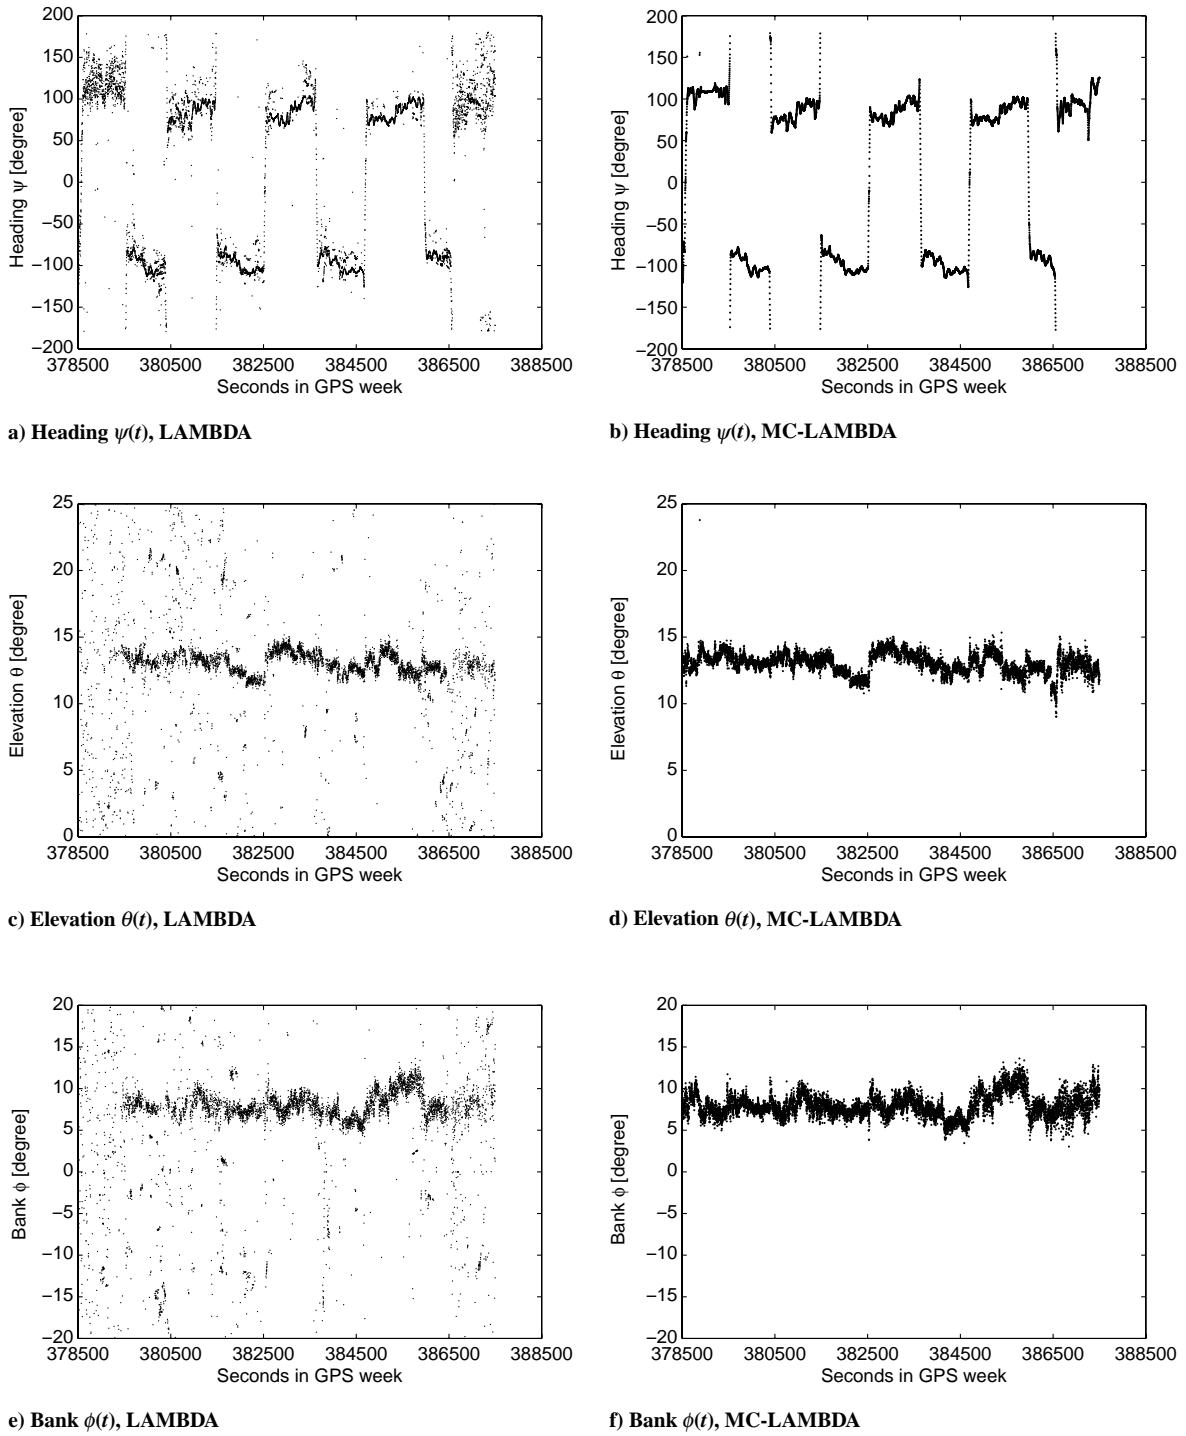 200
150
100
50
0
−50
−100
−150
−200
Heading ψ [degree]
378500 380500 382500 384500 386500 388500
Seconds in GPS week
a) Heading ψ(t), LAMBDA
200
150
100
50
0
−50
−100
−150
−200
Heading ψ [degree]
378500 380500 382500 384500 386500 388500
Seconds in GPS week
b) Heading ψ(t), MC-LAMBDA
25
20
15
10
5
0
Elevation θ [degree]
378500 380500 382500 384500 386500 388500
Seconds in GPS week
c) Elevation θ(t), LAMBDA
25
20
15
10
5
0
Elevation θ [degree]
378500 380500 382500 384500 386500 388500
Seconds in GPS week
d) Elevation θ(t), MC-LAMBDA
20
15
10
5
0
−5
−10
−15
−20
Bank ϕ [degree]
378500 380500 382500 384500 386500 388500
Seconds in GPS week
e) Bank ϕ(t), LAMBDA
20
15
10
5
0
−5
−10
−15
−20
Bank ϕ [degree]
378500 380500 382500 384500 386500 388500
Seconds in GPS week
f) Bank ϕ(t), MC-LAMBDA